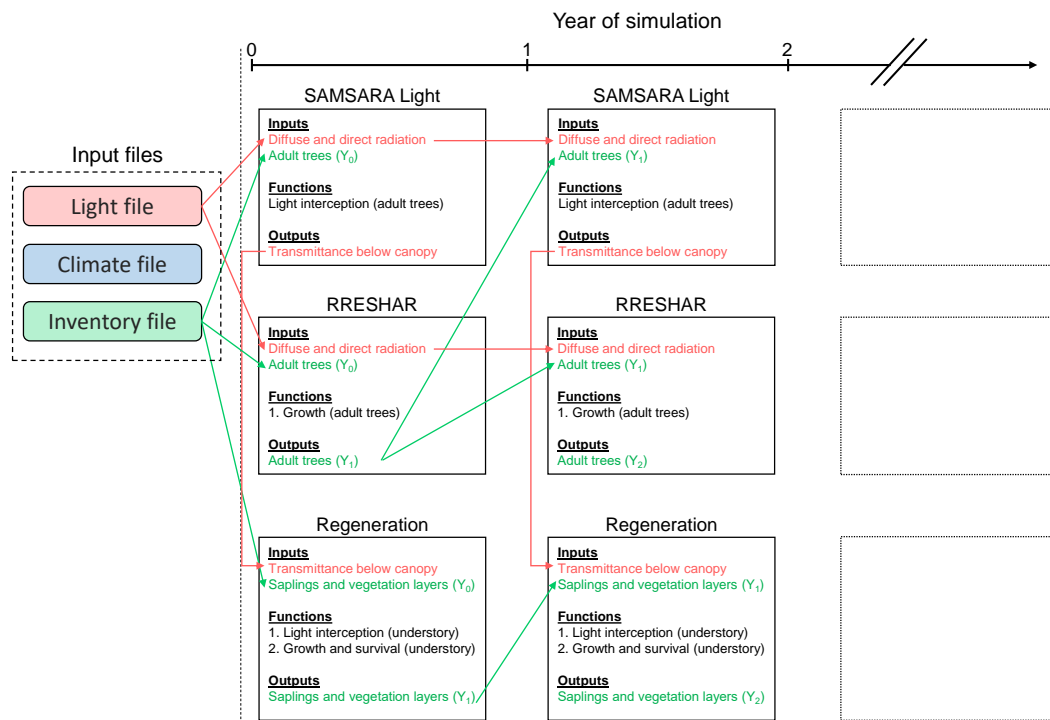 Year of simulation
0
1
2
Input files
Light file
Climate file
Inventory file
SAMSARA Light
Inputs
Diffuse and direct radiation
Adult trees (Y0)
Functions
Light interception (adult trees)
Outputs
Transmittance below canopy
SAMSARA Light
Inputs
Diffuse and direct radiation
Adult trees (Y1)
Functions
Light interception (adult trees)
Outputs
Transmittance below canopy
RRESHAR
Inputs
Diffuse and direct radiation
Adult trees (Y0)
Functions
1. Growth (adult trees)
Outputs
Adult trees (Y1)
RRESHAR
Inputs
Diffuse and direct radiation
Adult trees (Y1)
Functions
1. Growth (adult trees)
Outputs
Adult trees (Y2)
Regeneration
Inputs
Transmittance below canopy
Saplings and vegetation layers (Y0)
Functions
1. Light interception (understory)
2. Growth and survival (understory)
Outputs
Saplings and vegetation layers (Y1)
Regeneration
Inputs
Transmittance below canopy
Saplings and vegetation layers (Y1)
Functions
1. Light interception (understory)
2. Growth and survival (understory)
Outputs
Saplings and vegetation layers (Y2)